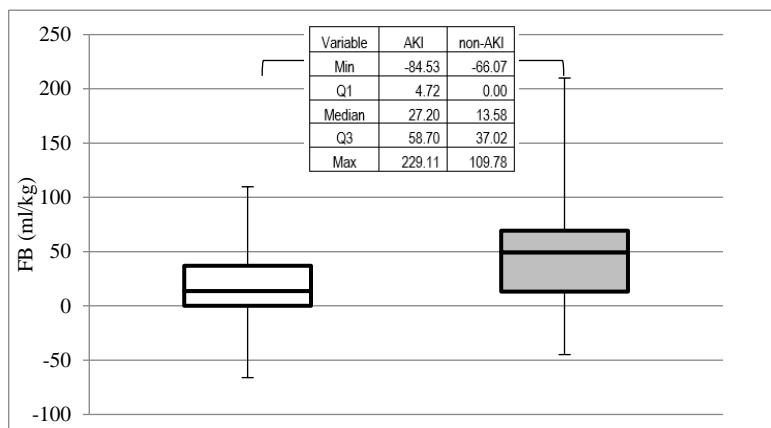 250
200
150
100
50
0
-50
-100
FB (ml/kg)
Variable AKI non-AKI
Min -84.53 -66.07
Q1 4.72 0.00
Median 27.20 13.58
Q3 58.70 37.02
Max 229.11 109.78